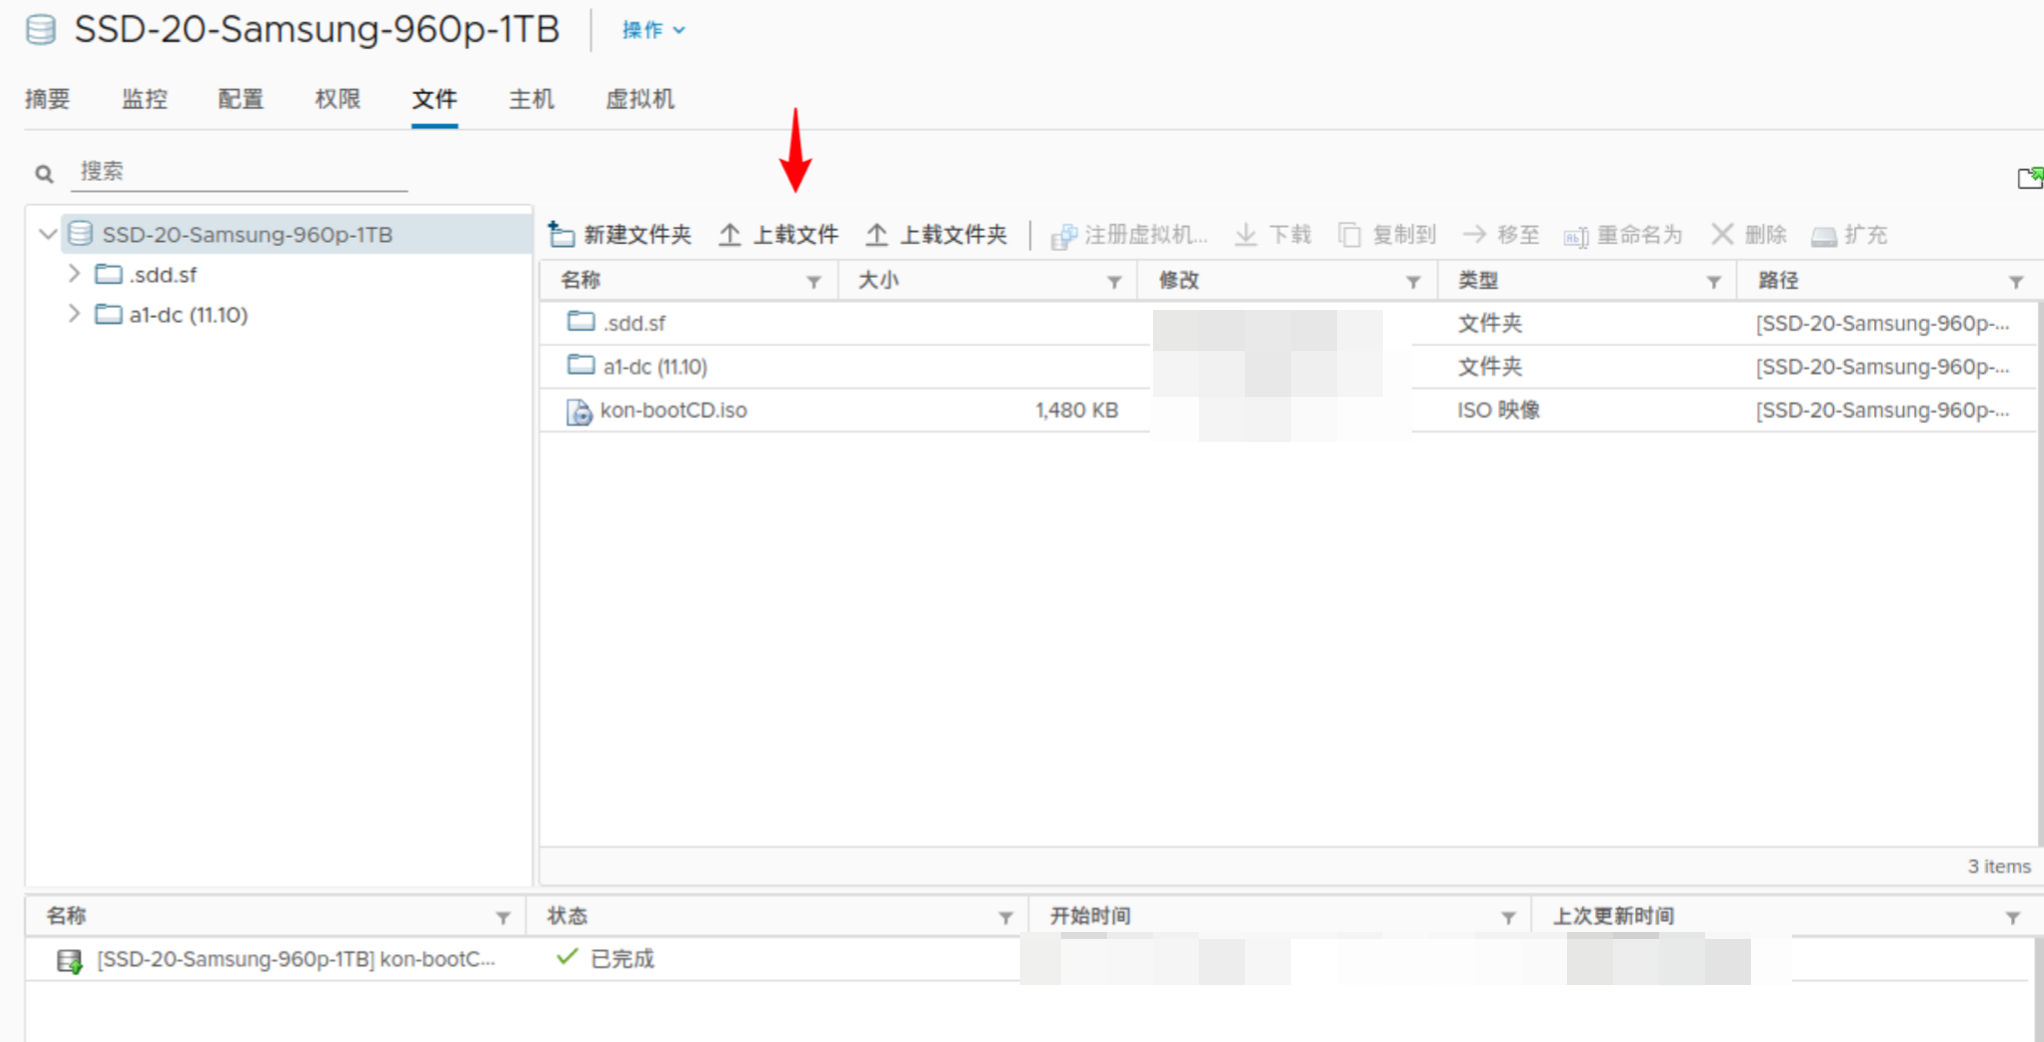 SSD-20-Samsung-960p-1TB 操作
摘要 监控 配置 权限 文件 主机 虚拟机
搜索
SSD-20-Samsung-960p-1TB
.sdd.sf
a1-dc (11.10)
新建文件夹 上载文件 上载文件夹 注册虚拟机... 下载 复制到 移至 重命名为 删除 扩充
名称 大小 修改 类型 路径
.sdd.sf 文件夹 [SSD-20-Samsung-960p-...
a1-dc (11.10) 文件夹 [SSD-20-Samsung-960p-...
kon-bootCD.iso 1,480 KB ISO 映像 [SSD-20-Samsung-960p-...
3 items
名称 状态 开始时间 上次更新时间
[SSD-20-Samsung-960p-1TB] kon-bootC... 已完成